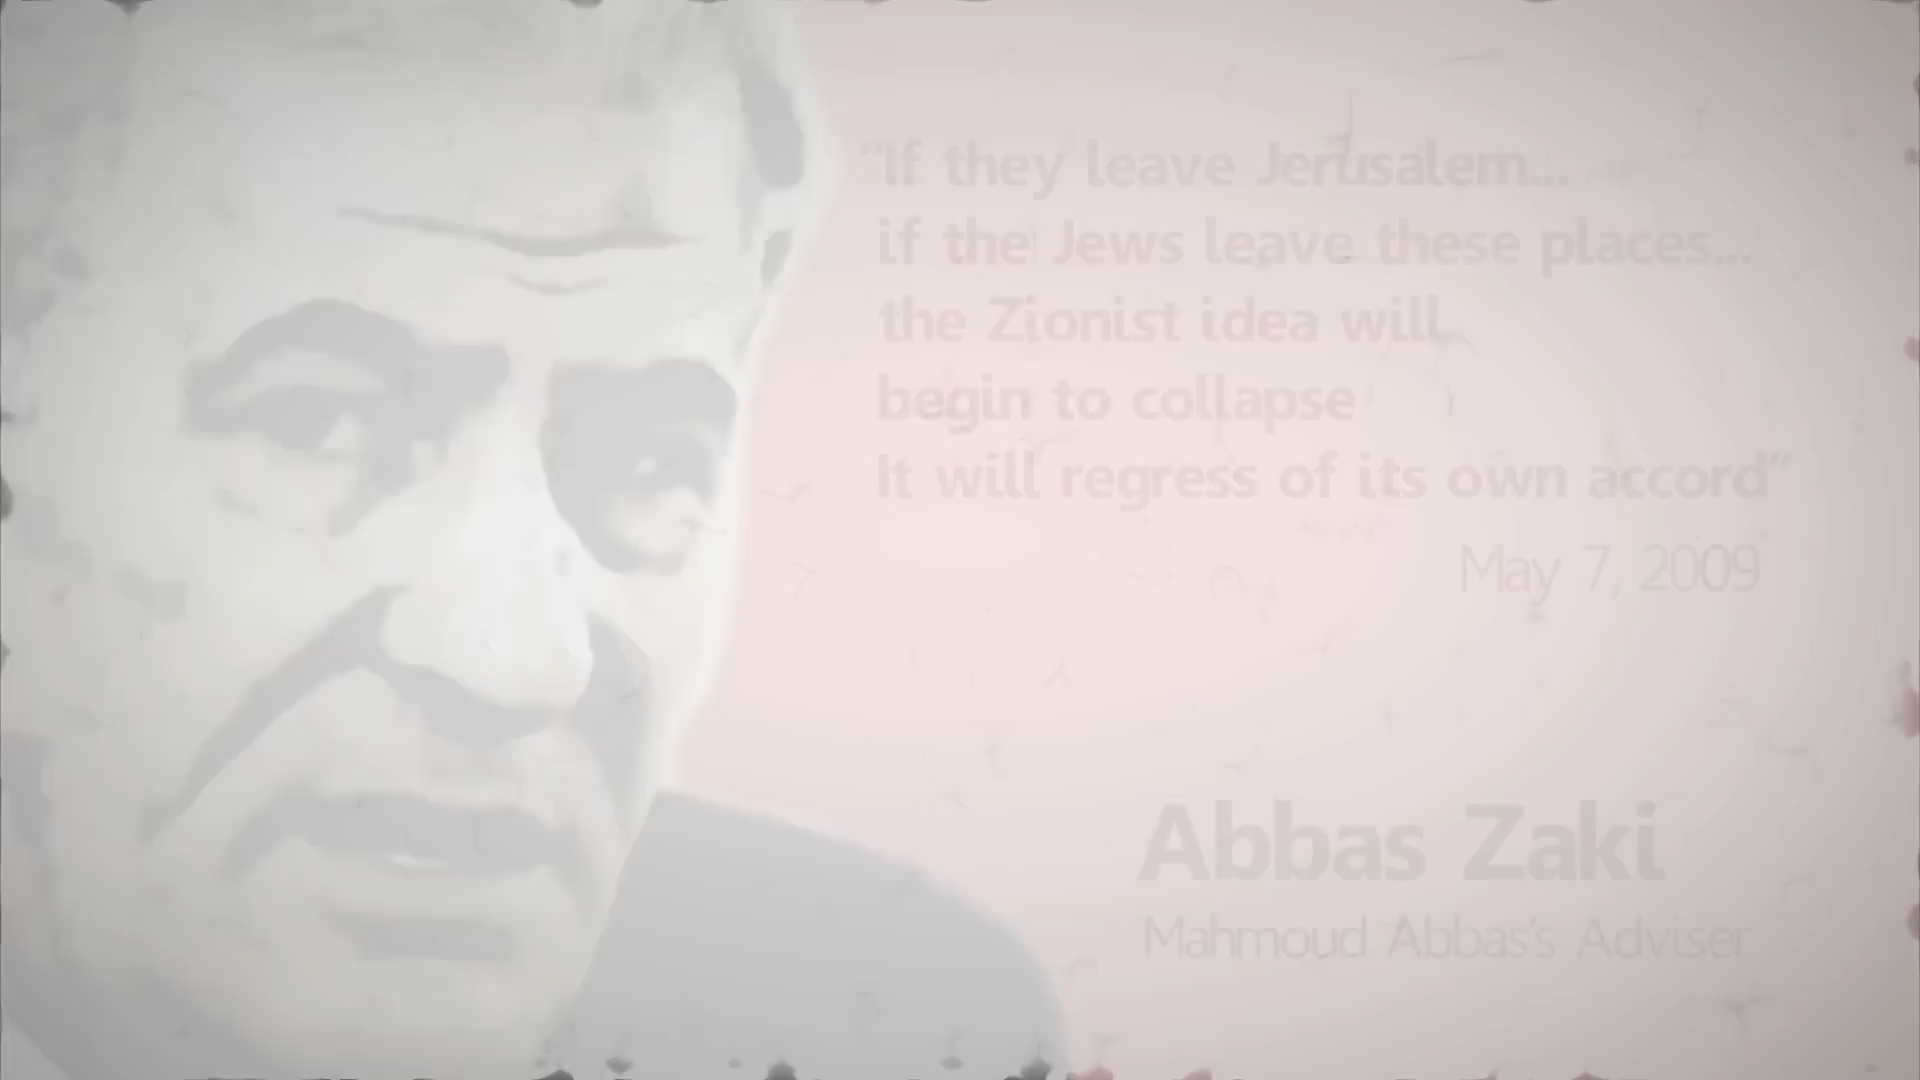 “If they leave Jerusalem...
if the Jews leave these places...
the Zionist idea will
begin to collapse
It will regress of its own accord”
May 7, 2009
Abbas Zaki
Mahmoud Abbas's Adviser